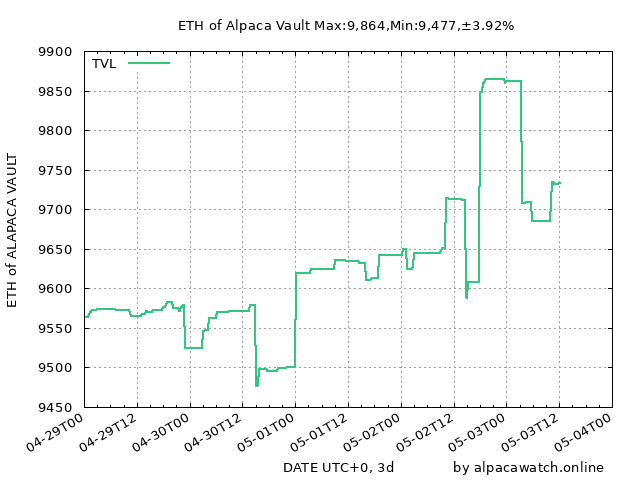 ETH of Alpaca Vault Max:9,864,Min:9,477,±3.92%
TVL
9900
9850
9800
9750
9700
9650
9600
9550
9500
9450
ETH of ALAPACA VAULT
04-29T00
04-29T12
04-30T00
04-30T12
05-01T00
05-01T12
05-02T00
05-02T12
05-03T00
05-03T12
05-04T00
DATE UTC+0, 3d
by alpacawatch.online